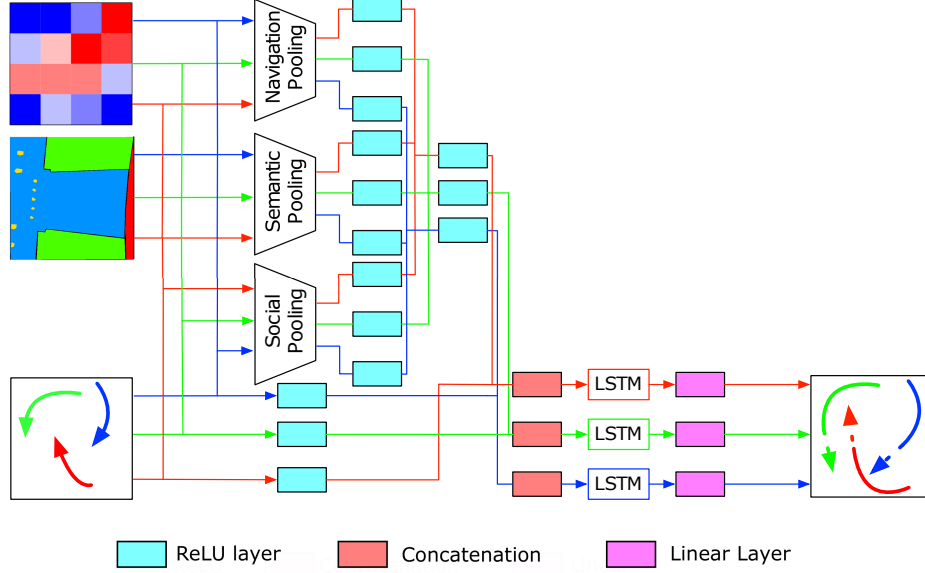 Navigation
Pooling
Semantic
Pooling
Social
Pooling
LSTM
LSTM
LSTM
ReLU layer
Concatenation
Linear Layer